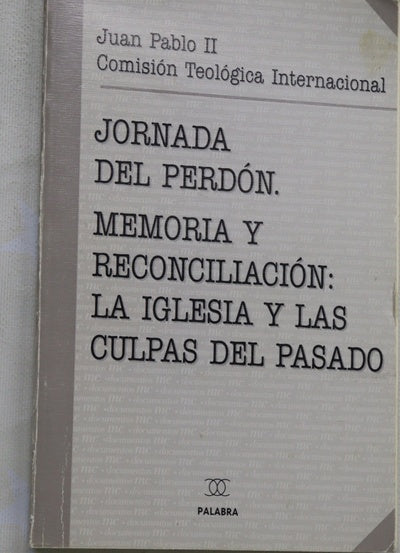 Juan Pablo II
Comisión Teológica Internacional
JORNADA
DEL PERDÓN.
MEMORIA Y
RECONCILIACIÓN:
LA IGLESIA Y LAS
CULPAS DEL PASADO
PALABRA